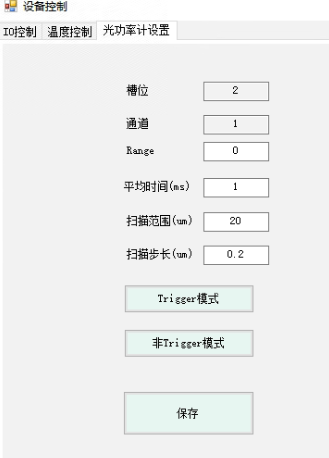 设备控制
IO控制 温度控制 光功率计设置
槽位 2
通道 1
Range 0
平均时间(ms) 1
扫描范围(um) 20
扫描步长(um) 0.2
Trigger模式
非Trigger模式
保存